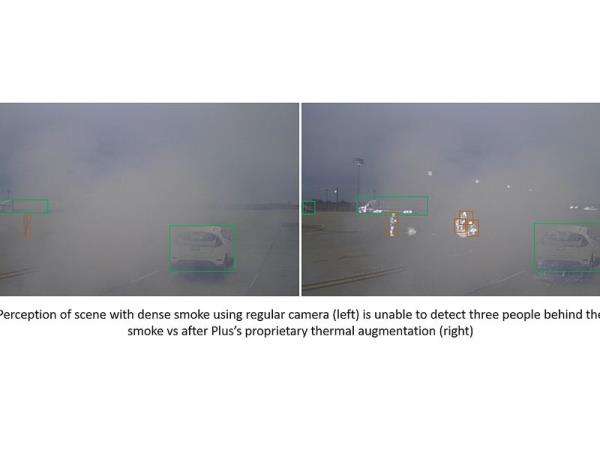 Perception of scene with dense smoke using regular camera (left) is unable to detect three people behind the
smoke vs after Plus's proprietary thermal augmentation (right)